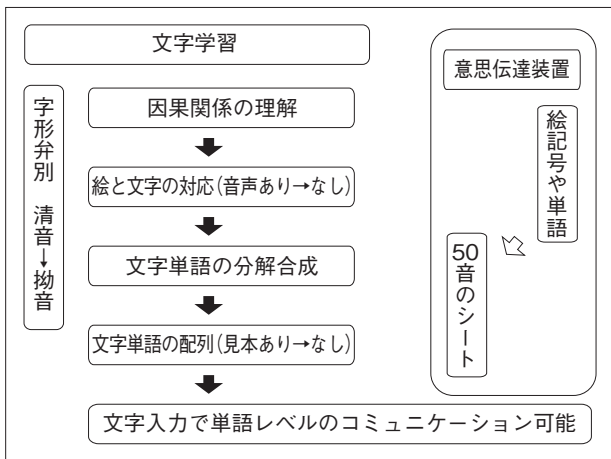 文字学習
字形弁別 清音→拗音
因果関係の理解
絵と文字の対応(音声あり→なし)
文字単語の分解合成
文字単語の配列(見本あり→なし)
文字入力で単語レベルのコミュニケーション可能
意思伝達装置
絵記号や単語
50音のシート